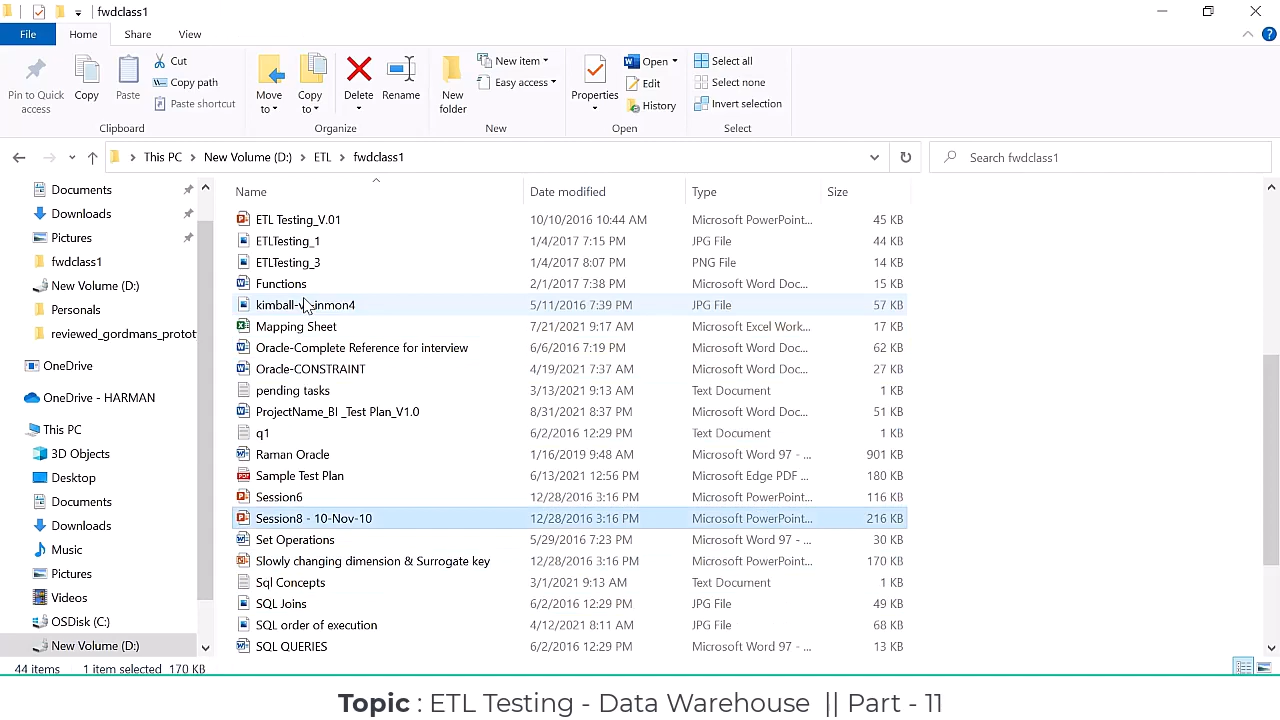 fwdclass1
File Home Share View
Pin to Quick access
Copy
Paste
Cut
Copy path
Paste shortcut
Clipboard
Move to
Copy to
Delete
Rename
Organize
New folder
New item
Easy access
New
Properties
Open
Edit
History
Open
Select all
Select none
Invert selection
Select
This PC New Volume (D:) ETL fwdclass1
Search fwdclass1
Documents
Downloads
Pictures
fwdclass1
New Volume (D:)
Personals
reviewed_gordmans_protot
OneDrive
OneDrive - HARMAN
This PC
3D Objects
Desktop
Documents
Downloads
Music
Pictures
Videos
OSDisk (C:)
New Volume (D:)
Name Date modified Type Size
ETL Testing_V.01 10/10/2016 10:44 AM Microsoft PowerPoint... 45 KB
ETLTesting_1 1/4/2017 7:15 PM JPG File 44 KB
ETLTesting_3 1/4/2017 8:07 PM PNG File 14 KB
Functions 2/1/2017 7:38 PM Microsoft Word Doc... 15 KB
5/11/2016 7:39 PM JPG File 57 KB
Mapping Sheet 7/21/2021 9:17 AM Microsoft Excel Work... 17 KB
Oracle-Complete Reference for interview 6/6/2016 7:19 PM Microsoft Word Doc... 62 KB
Oracle-CONSTRAINT 4/19/2021 7:37 AM Microsoft Word Doc... 27 KB
pending tasks 3/13/2021 9:13 AM Text Document 1 KB
ProjectName_BI _Test Plan_V1.0 8/31/2021 8:37 PM Microsoft Word Doc... 51 KB
q1 6/2/2016 12:29 PM Text Document 1 KB
Raman Oracle 1/16/2019 9:48 AM Microsoft Word 97 - ... 901 KB
Sample Test Plan 6/13/2021 12:56 PM Microsoft Edge PDF ... 180 KB
Session6 12/28/2016 3:16 PM Microsoft PowerPoint... 116 KB
Session8 - 10-Nov-10 12/28/2016 3:16 PM Microsoft PowerPoint... 216 KB
Set Operations 5/29/2016 7:23 PM Microsoft Word 97 - ... 30 KB
Slowly changing dimension & Surrogate key 12/28/2016 3:16 PM Microsoft PowerPoint... 170 KB
Sql Concepts 3/1/2021 9:13 AM Text Document 1 KB
SQL Joins 6/2/2016 12:29 PM JPG File 49 KB
SQL order of execution 4/12/2021 8:11 AM JPG File 68 KB
SQL QUERIES 6/2/2016 12:29 PM Microsoft Word 97 - ... 13 KB
44 items 1 item selected 170 KB
Topic : ETL Testing - Data Warehouse || Part - 11